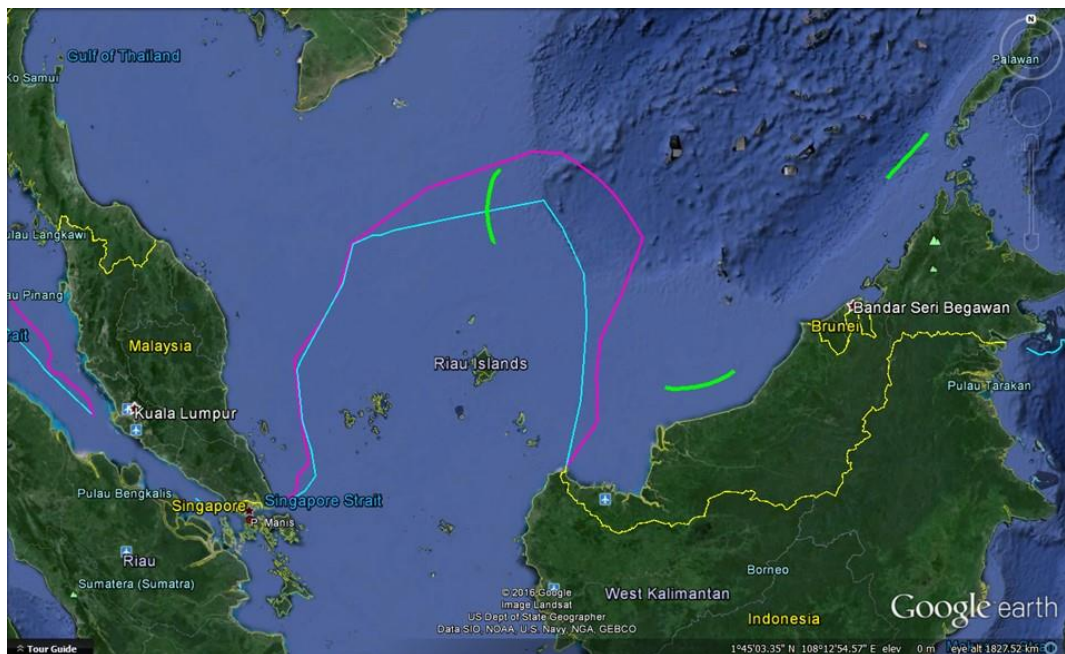 N
Gulf of Thailand
Palawan
Ko Samui
Pulau Langkawi
au Pinang
rait
Malaysia
Bandar Seri Begawan
Brunei
Riau Islands
Pulau Tarakan
Kuala Lumpur
Pulau Bengkalis
Singapore
Singapore Strait
P. Manis
Riau
Sumatera (Sumatra)
Borneo
West Kalimantan
Indonesia
© 2016 Google
Image Landsat
US Dept of State Geographer
Data SIO, NOAA, U.S. Navy, NGA, GEBCO
Google earth
Tour Guide
1°45'03.35" N 108°12'54.57" E elev 0 m eye alt 1827.52 km